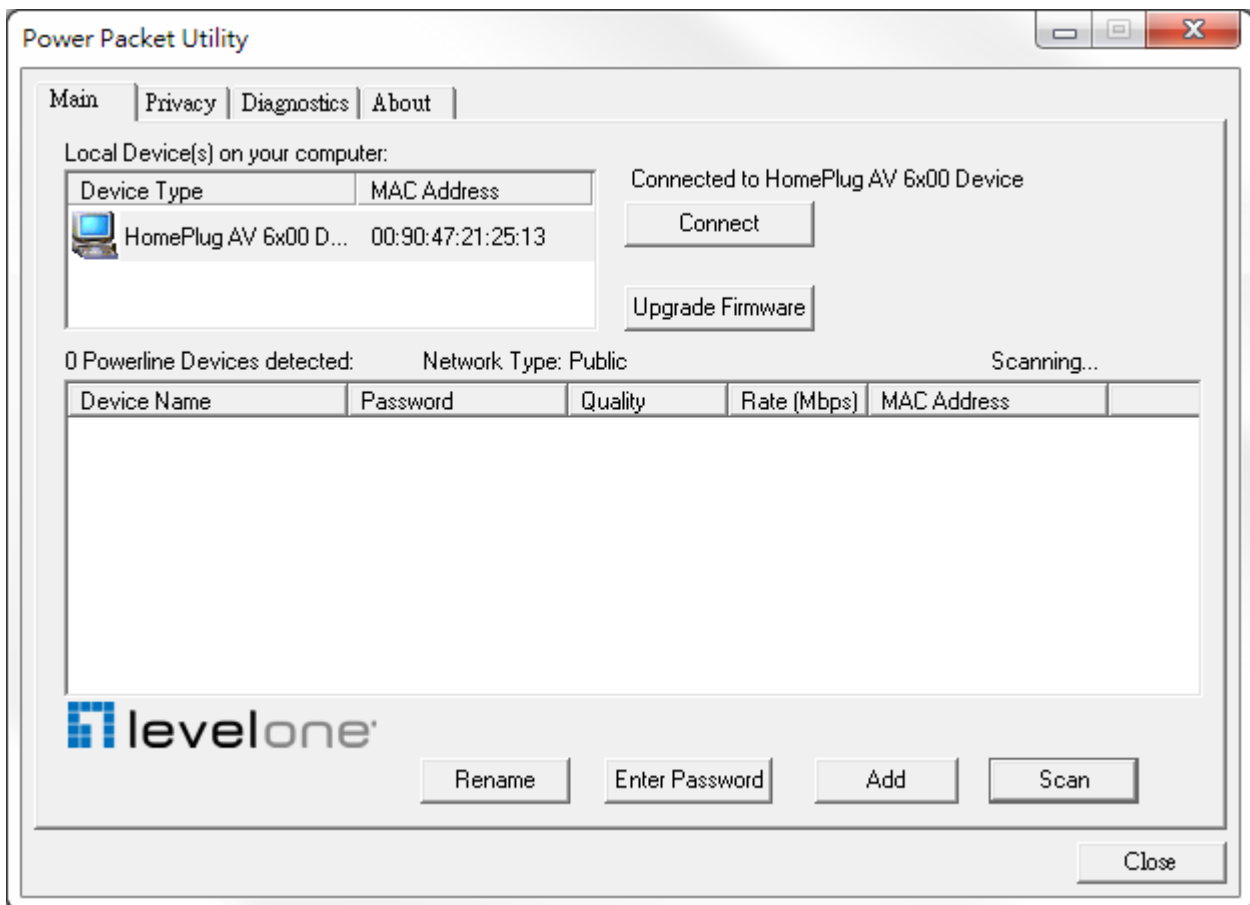 Power Packet Utility
Main Privacy Diagnostics About
Local Device(s) on your computer:
Device Type MAC Address
HomePlug AV 6x00 D... 00:90:47:21:25:13
Connected to HomePlug AV 6x00 Device
Connect
Upgrade Firmware
0 Powerline Devices detected: Network Type: Public Scanning...
Device Name Password Quality Rate (Mbps) MAC Address
levelone
Rename Enter Password Add Scan
Close